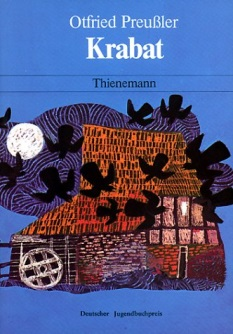 Otfried Preußler
Krabat
Thienemann
Deutscher Jugendbuchpreis